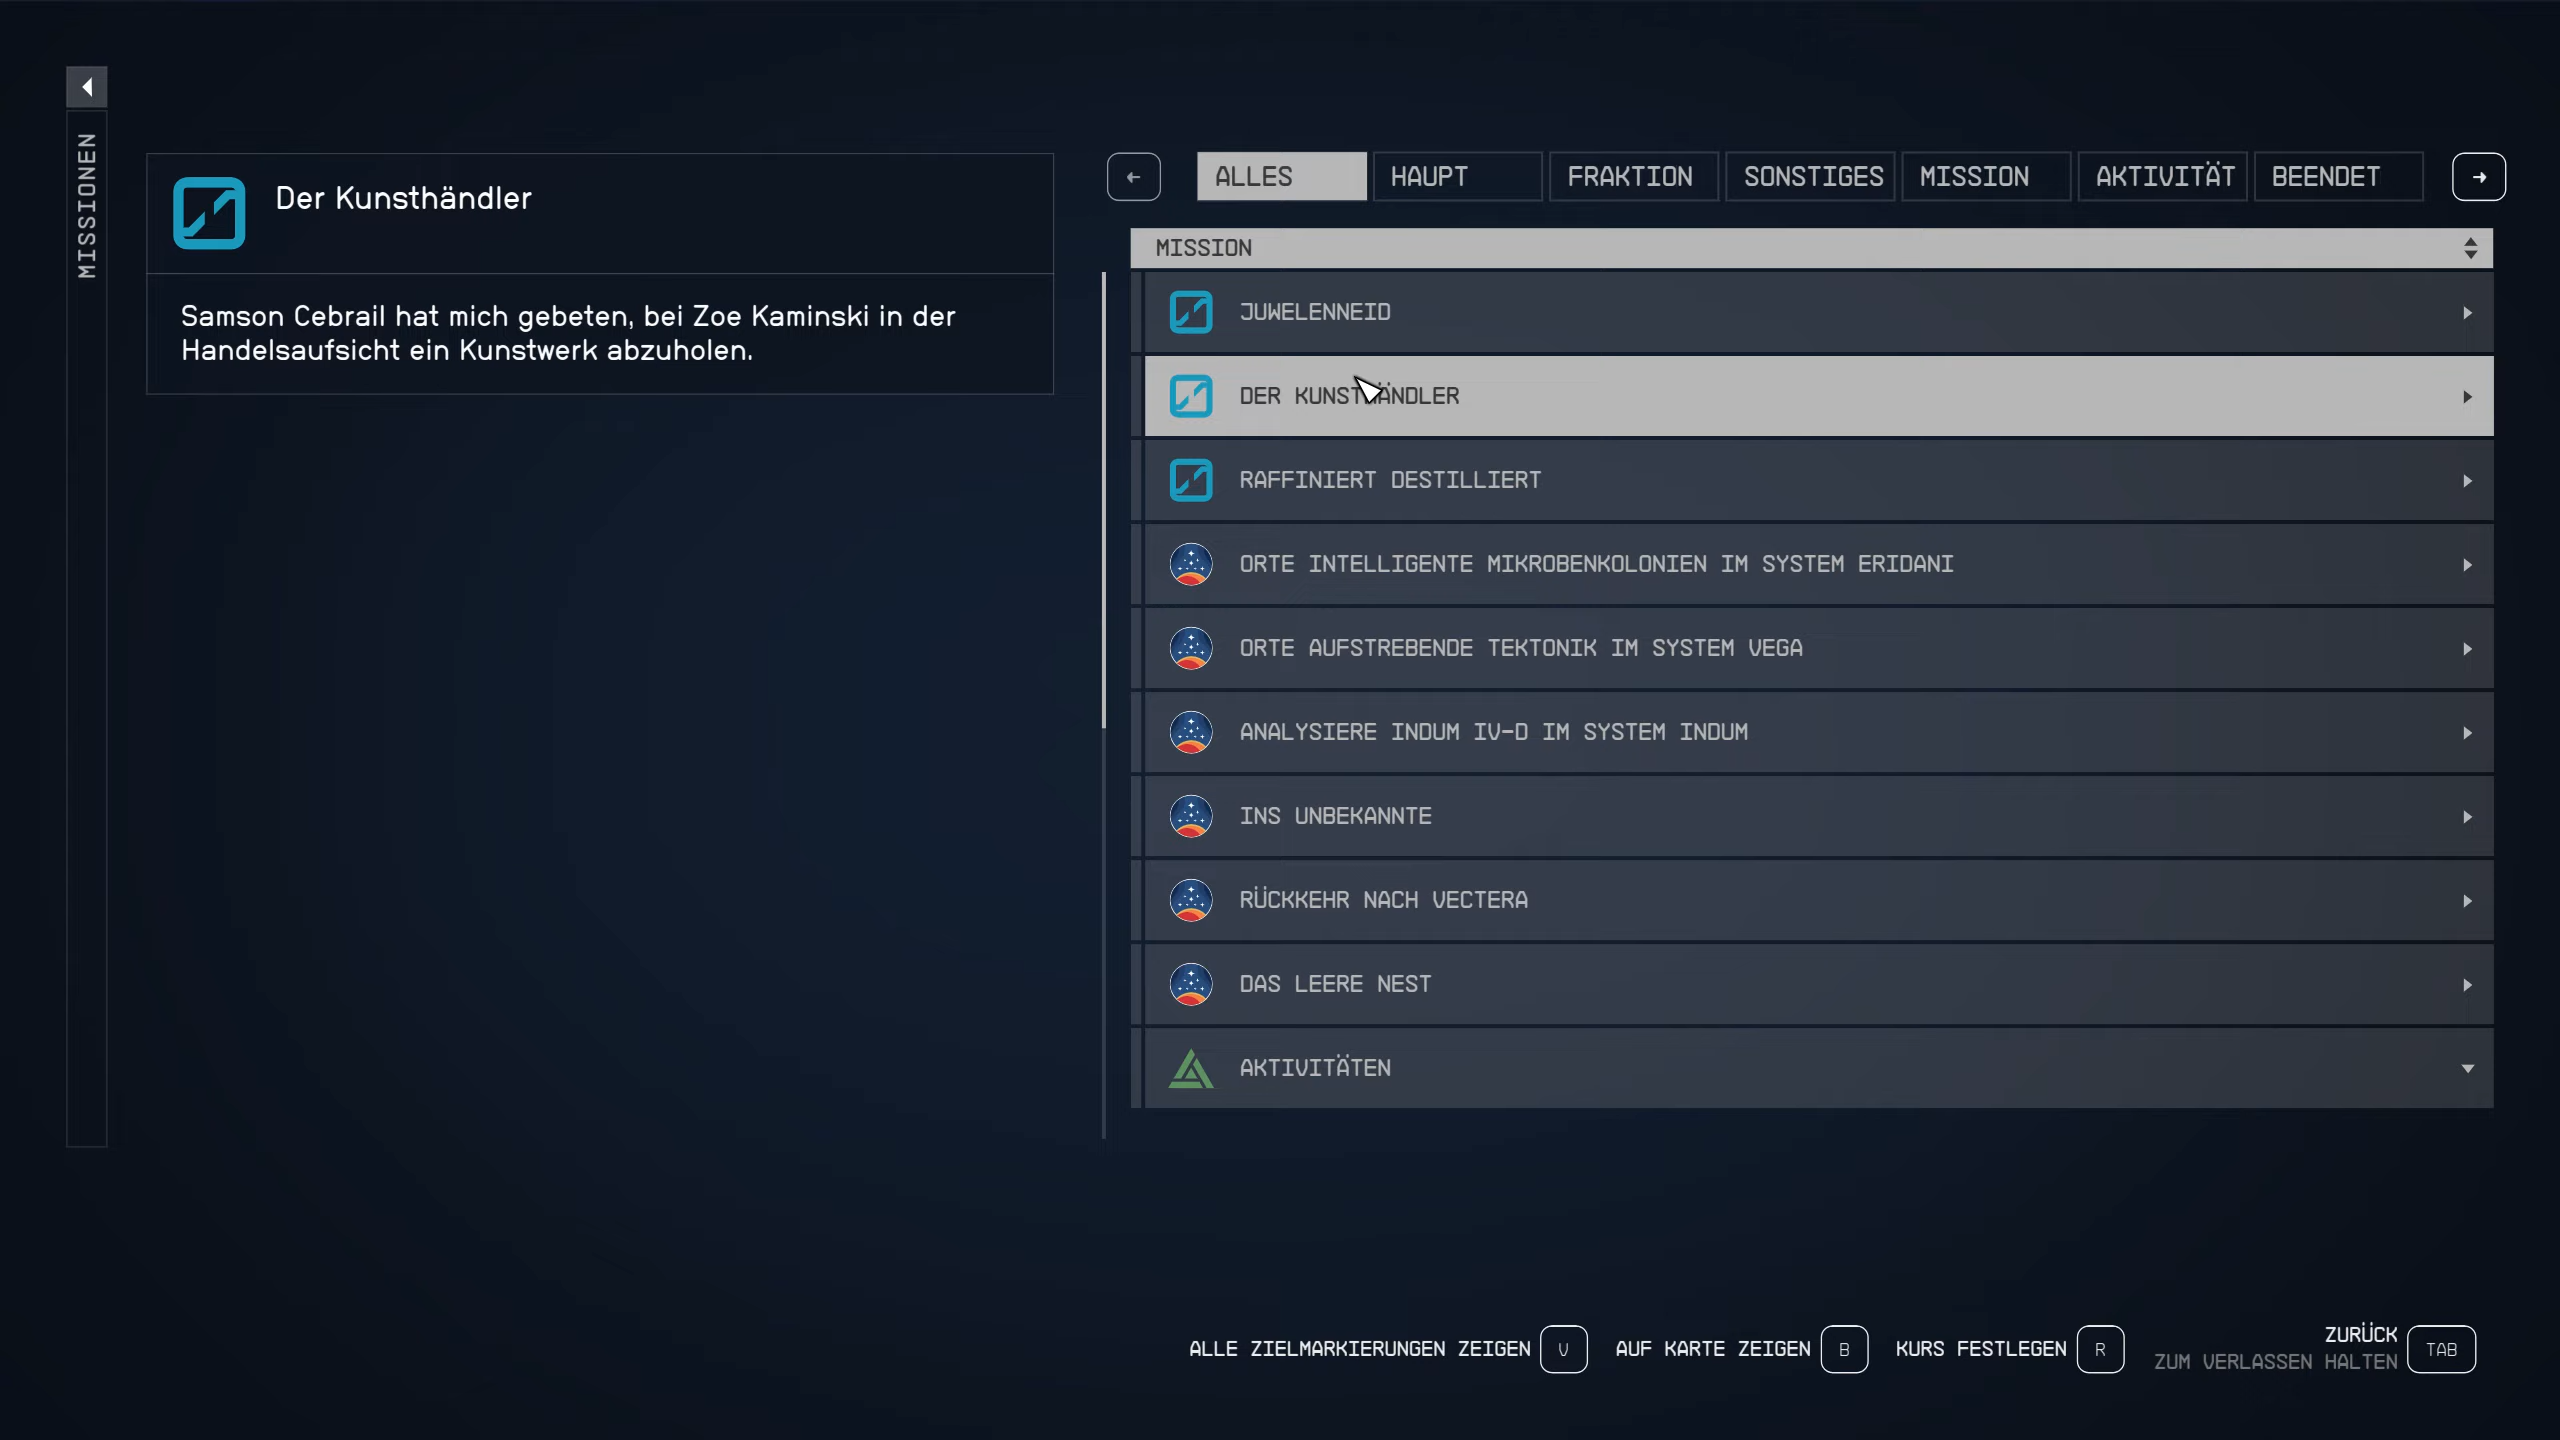 MISSIONEN
Der Kunsthändler
Samson Cebrail hat mich gebeten, bei Zoe Kaminski in der
Handelsaufsicht ein Kunstwerk abzuholen.
ALLES HAUPT FRAKTION SONSTIGES MISSION AKTIVITÄT BEENDET
MISSION
JUWELENNEID
DER KUNSTHÄNDLER
RAFFINIERT DESTILLIERT
ORTE INTELLIGENTE MIKROBENKOLONIEN IM SYSTEM ERIDANI
ORTE AUFSTREBENDE TEKTONIK IM SYSTEM VEGA
ANALYSIERE INDUM IV-D IM SYSTEM INDUM
INS UNBEKANNTE
RÜCKKEHR NACH VECTERA
DAS LEERE NEST
AKTIVITÄTEN
ALLE ZIELMARKIERUNGEN ZEIGEN V AUF KARTE ZEIGEN B KURS FESTLEGEN R ZURÜCK TAB
ZUM VERLASSEN HALTEN